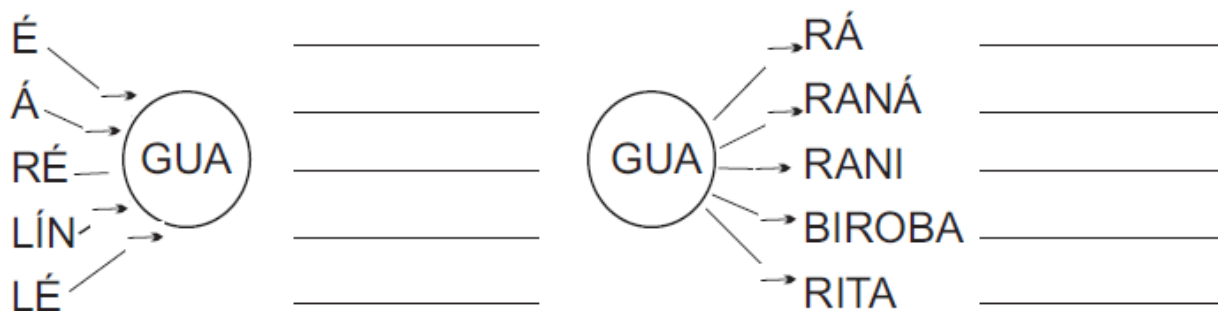 É
Á
RÉ
LÍN
LÉ
GUA
GUA
RÁ
RANÁ
RANI
BIROBA
RITA